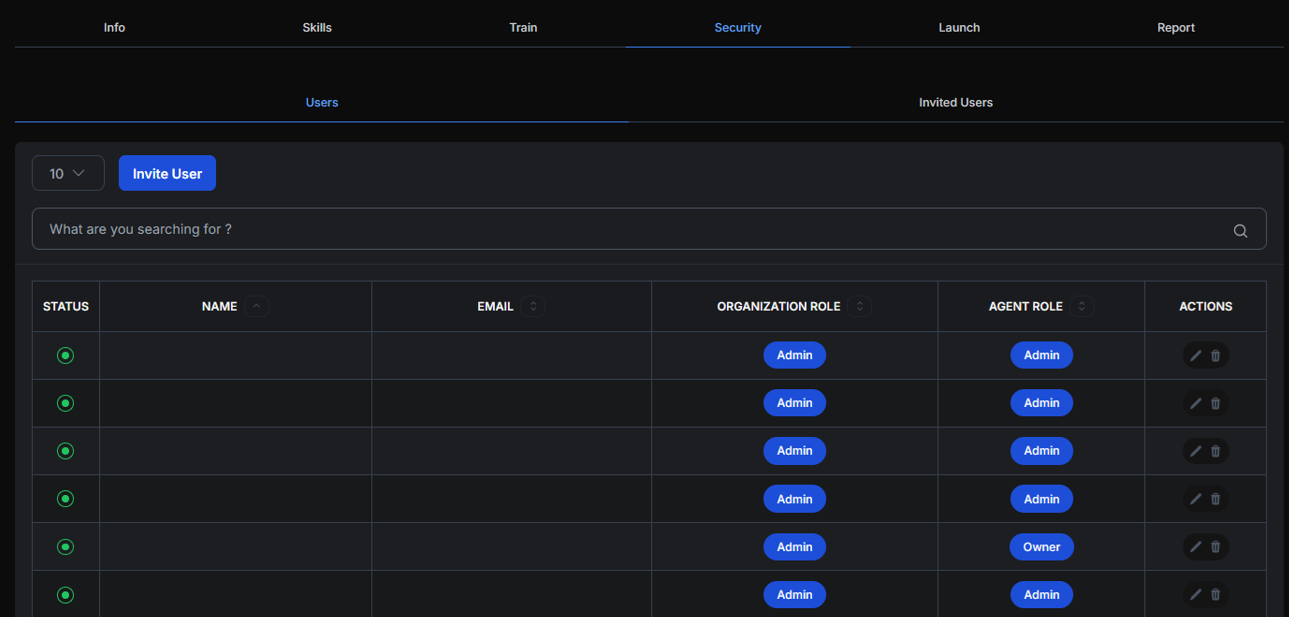 Info Skills Train Security Launch Report
Users Invited Users
10 Invite User
What are you searching for ?
STATUS NAME EMAIL ORGANIZATION ROLE AGENT ROLE ACTIONS
Admin Admin
Admin Admin
Admin Admin
Admin Admin
Admin Owner
Admin Admin